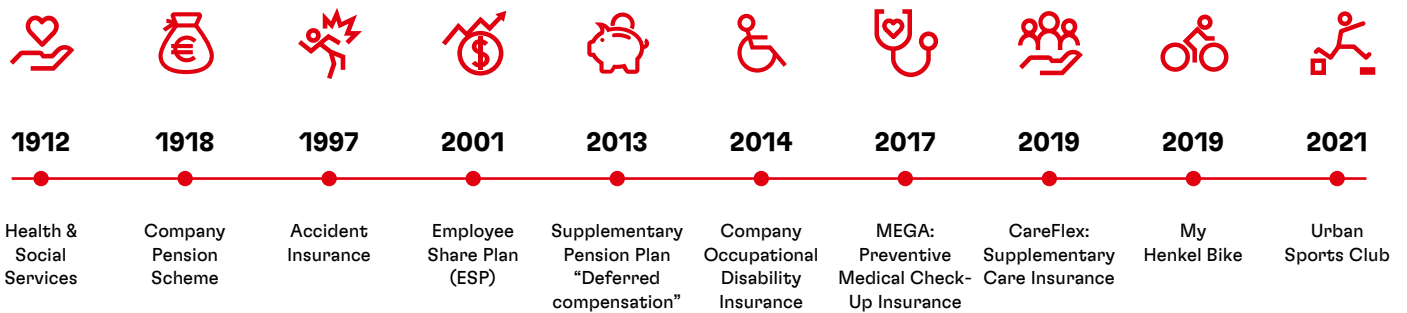 1912
1918
1997
2001
2013
2014
2017
2019
2019
2021
Health &
Social
Services
Company
Pension
Scheme
Accident
Insurance
Employee
Share Plan
(ESP)
Supplementary
Pension Plan
“Deferred
compensation”
Company
Occupational
Disability
Insurance
MEGA:
Preventive
Medical Check-
Up Insurance
CareFlex:
Supplementary
Care Insurance
My
Henkel Bike
Urban
Sports Club